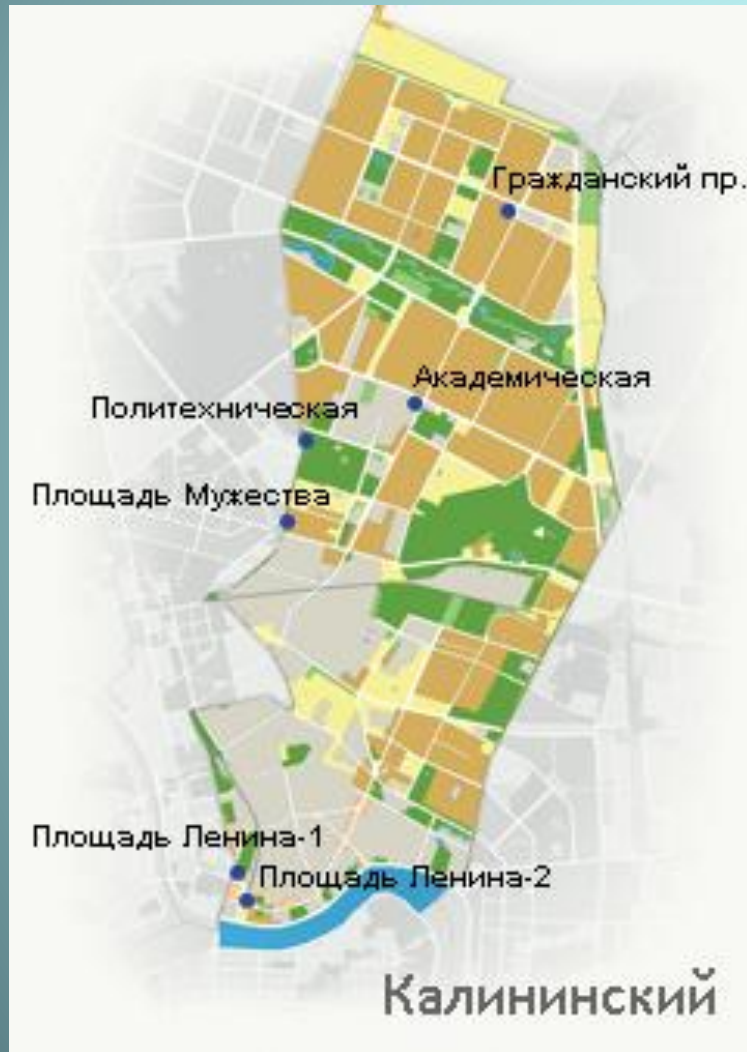 Гражданский пр.
Академическая
Политехническая
Площадь Мужества
Площадь Ленина-1
Площадь Ленина-2
Калининский